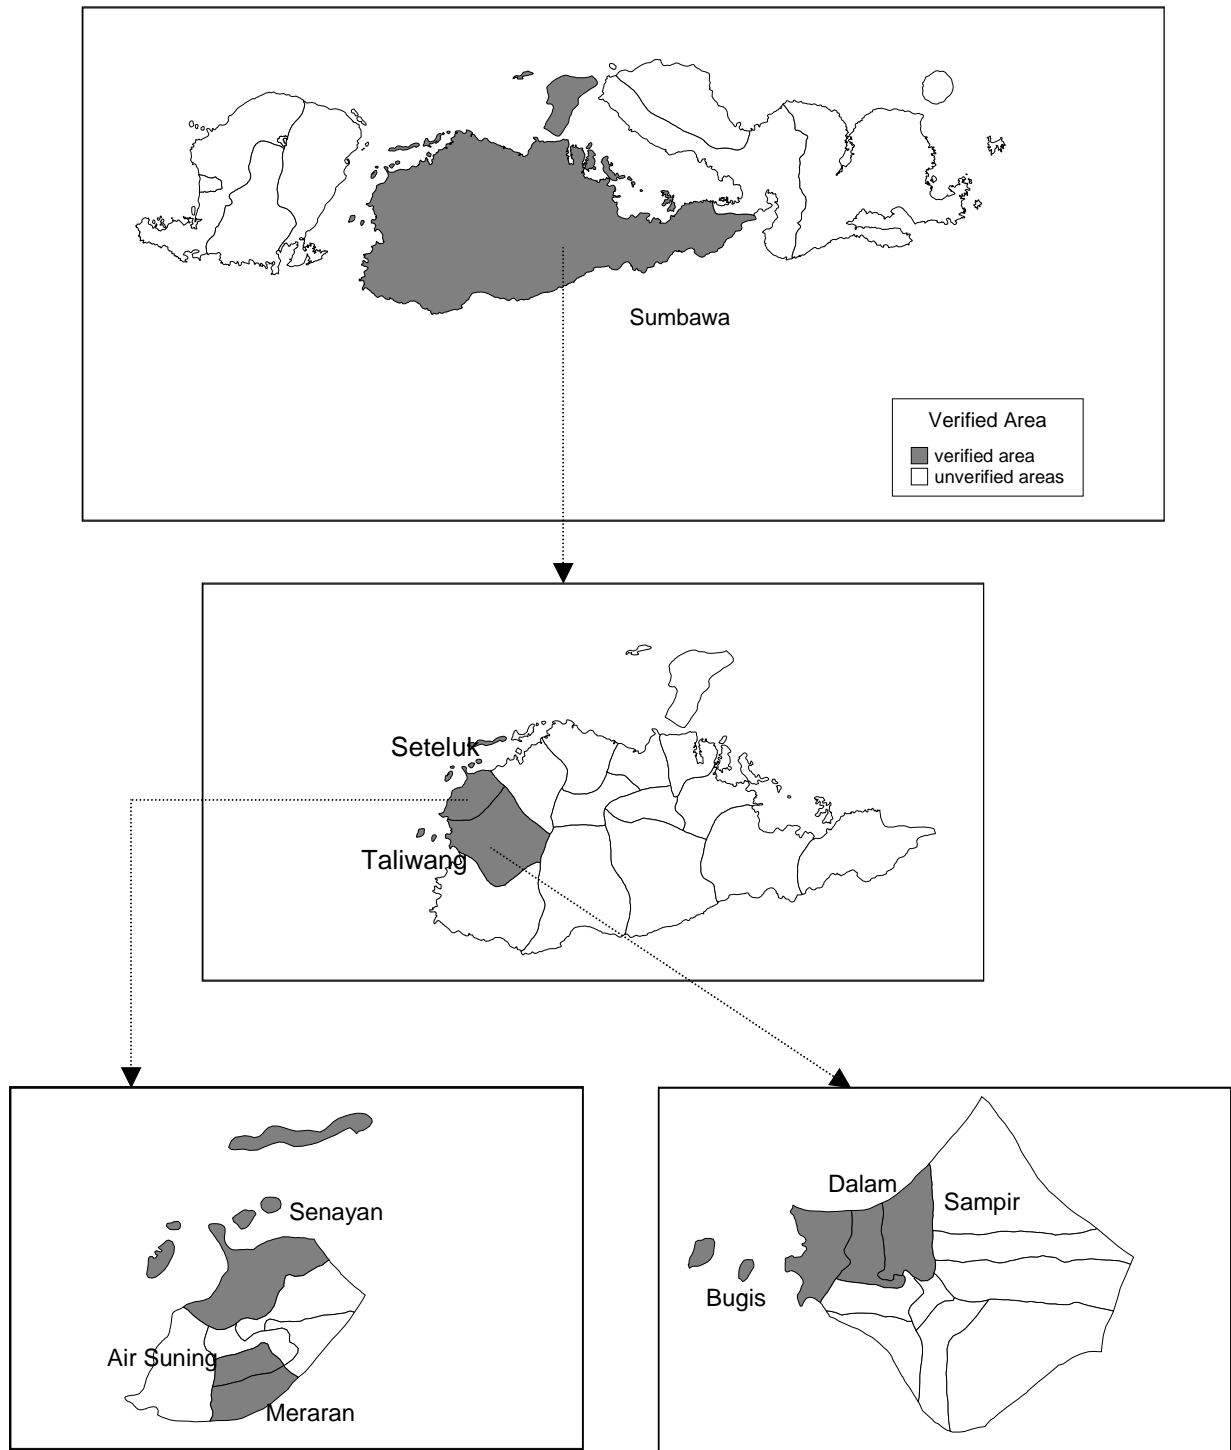 Sumbawa
Verified Area
verified area
unverified areas
Seteluk
Taliwang
Senayan
Air Suning
Meraran
Dalam
Sampir
Bugis